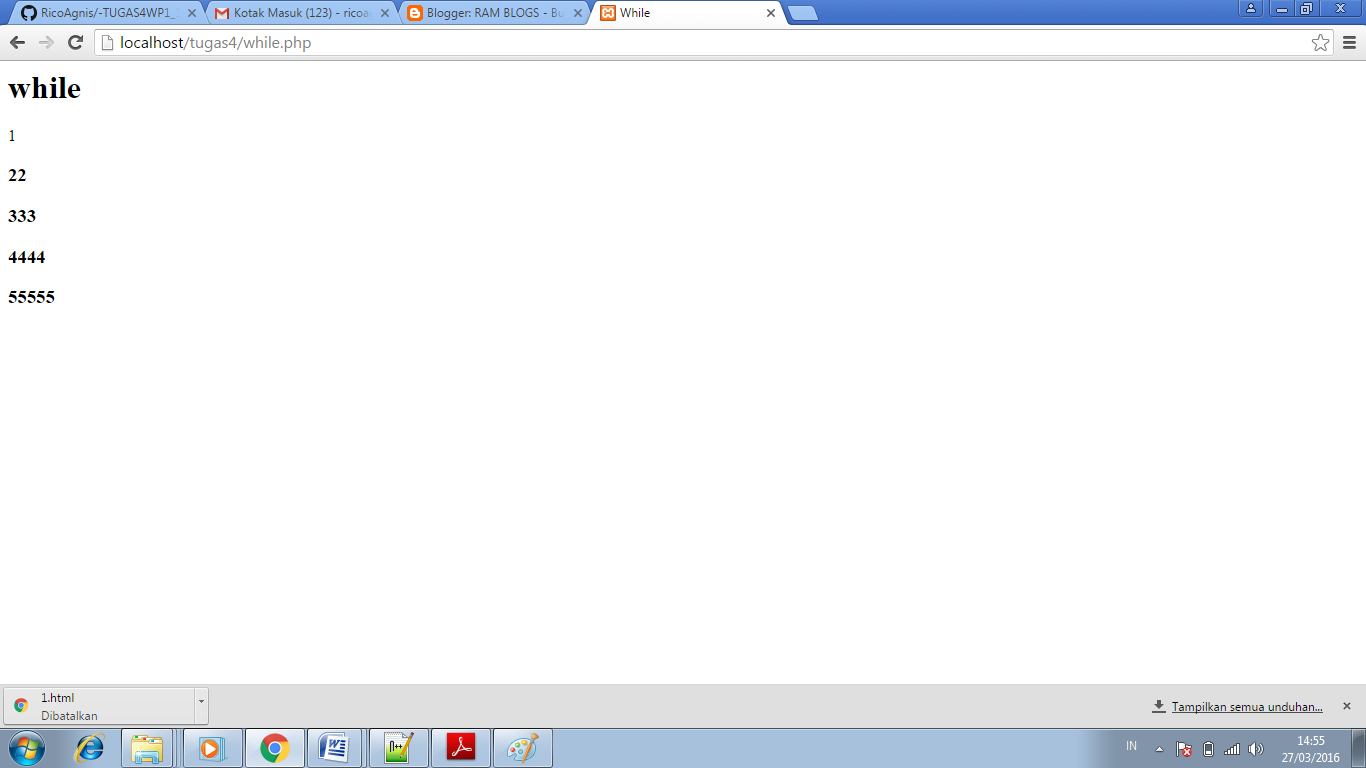 RicoAgnis/-TUGAS4WP1_
Kotak Masuk (123) - ricoa
Blogger: RAM BLOGS - Bu
While
localhost/tugas4/while.php
while
1
22
333
4444
55555
1.html
Dibatalkan
Tampilkan semua unduhan...
IN
14:55
27/03/2016